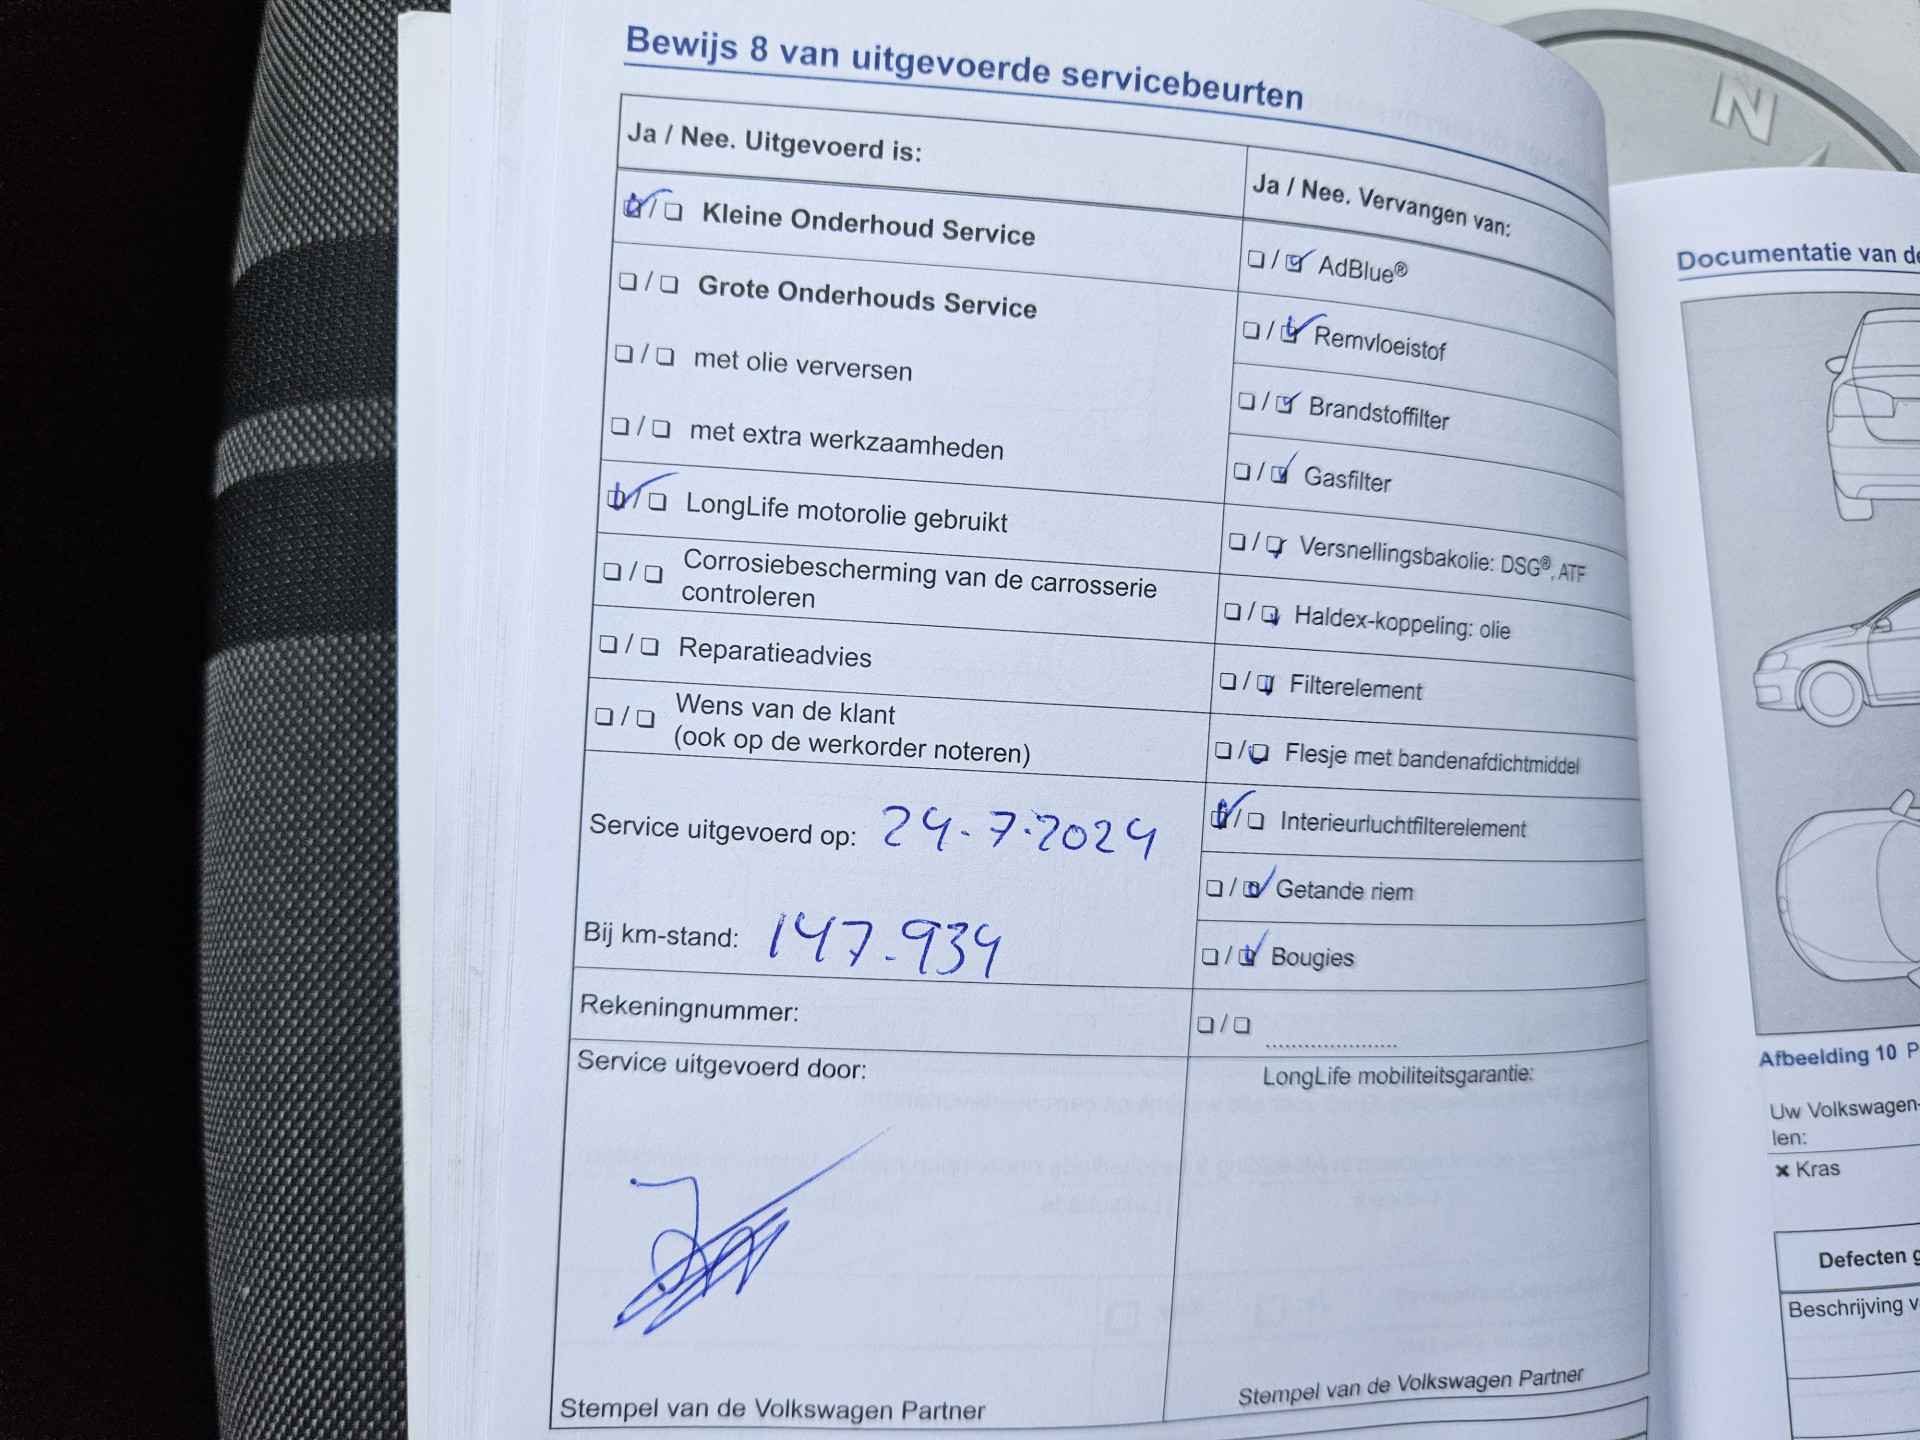 Bewijs 8 van uitgevoerde servicebeurten
Ja / Nee. Uitgevoerd is:
Kleine Onderhoud Service
Grote Onderhouds Service
met olie verversen
met extra werkzaamheden
LongLife motorolie gebruikt
Corrosiebescherming van de carrosserie
controleren
Reparatieadvies
Wens van de klant
(ook op de werkorder noteren)
Service uitgevoerd op: 24-7-2024
Bij km-stand: 147.934
Rekeningnummer:
Service uitgevoerd door:
Stempel van de Volkswagen Partner
Ja / Nee. Vervangen van:
AdBlue®
Remvloeistof
Brandstoffilter
Gasfilter
Versnellingsbakolie: DSG®, ATF
Haldex-koppeling: olie
Filterelement
Flesje met bandenafdichtmiddel
Interieurluchtfilterelement
Getande riem
Bougies
....................
LongLife mobiliteitsgarantie:
Stempel van de Volkswagen Partner
N
Documentatie van de
Afbeelding 10 P
Uw Volkswagen-
len:
× Kras
Defecten g
Beschrijving v